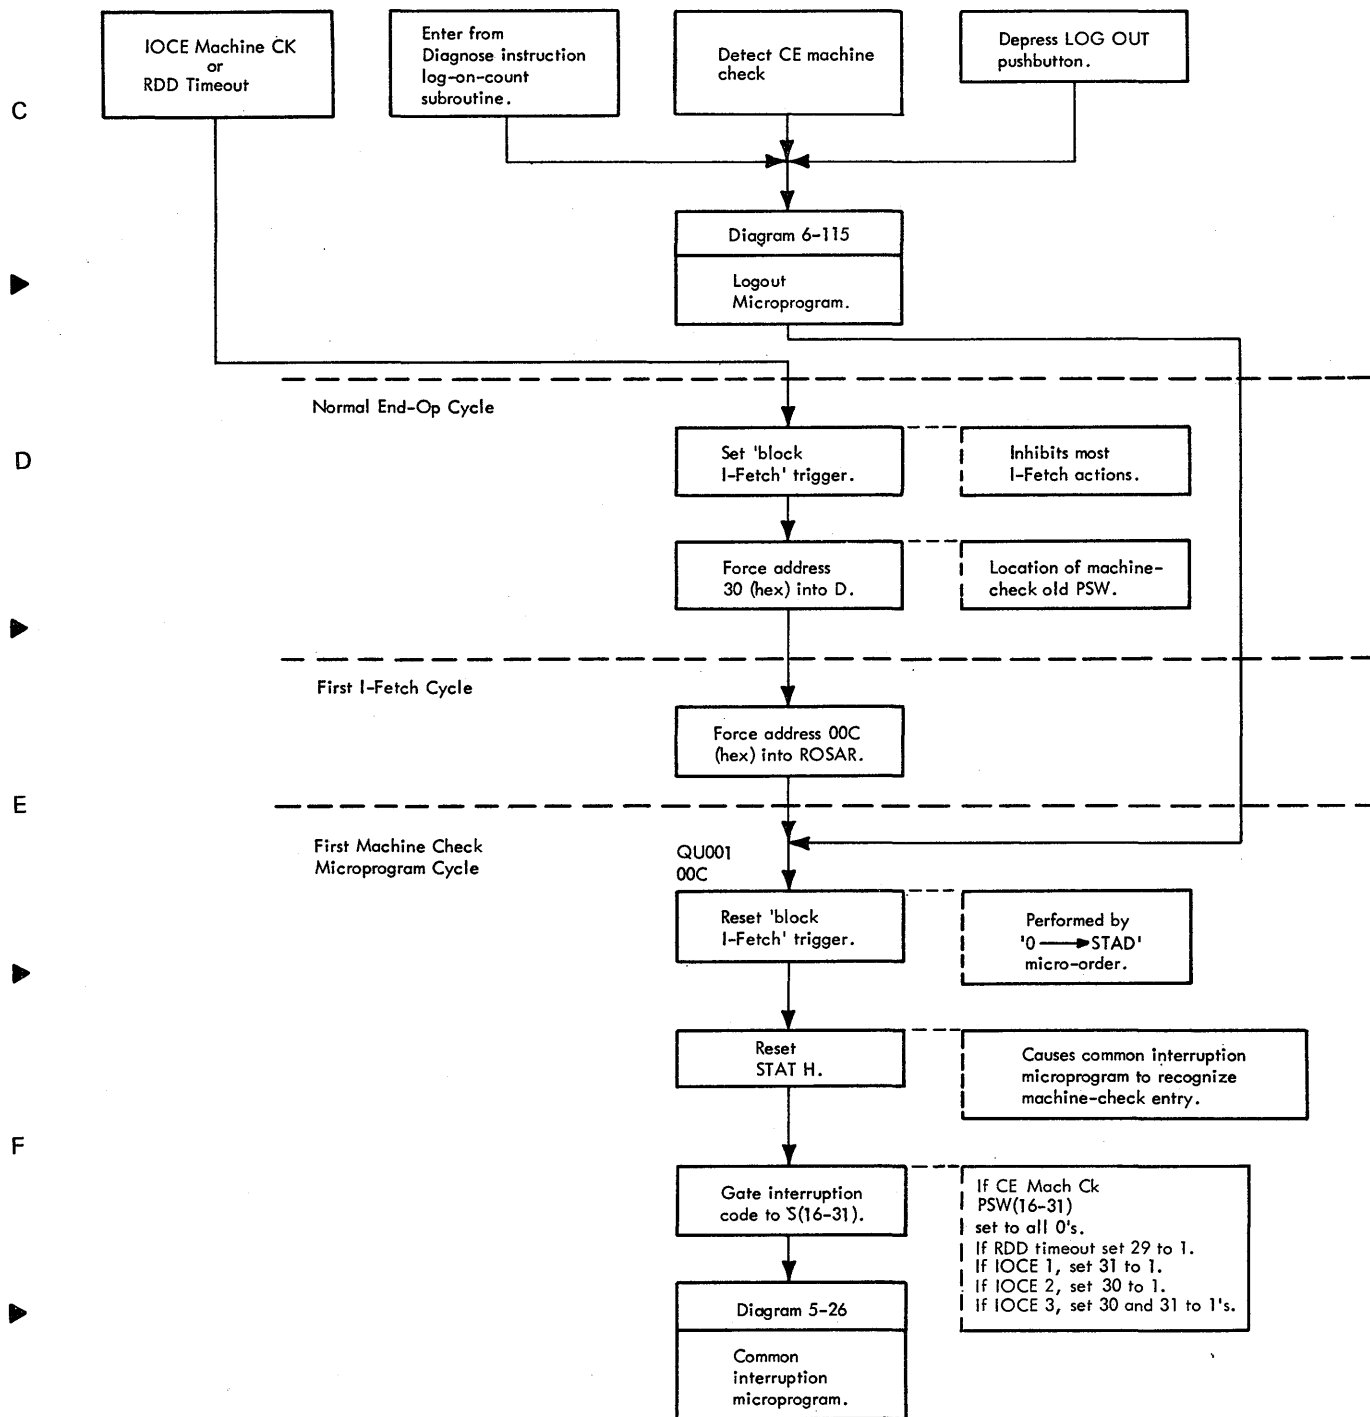 IOCE Machine CK
or
RDD Timeout
Enter from
Diagnose instruction
log-on-count
subroutine.
Detect CE machine
check
Depress LOG OUT
pushbutton.
C
Diagram 6-115
Logout
Microprogram.
Normal End-Op Cycle
D
Set 'block
I-Fetch' trigger.
Inhibits most
I-Fetch actions.
Force address
30 (hex) into D.
Location of machine-
check old PSW.
First I-Fetch Cycle
Force address 00C
(hex) into ROSAR.
E
First Machine Check
Microprogram Cycle
QU001
00C
Reset 'block
I-Fetch' trigger.
Performed by
'0 → STAD'
micro-order.
Reset
STAT H.
Causes common interruption
microprogram to recognize
machine-check entry.
F
Gate interruption
code to S(16-31).
If CE Mach Ck
PSW(16-31)
set to all 0's.
If RDD timeout set 29 to 1.
If IOCE 1, set 31 to 1.
If IOCE 2, set 30 to 1.
If IOCE 3, set 30 and 31 to 1's.
Diagram 5-26
Common
interruption
microprogram.